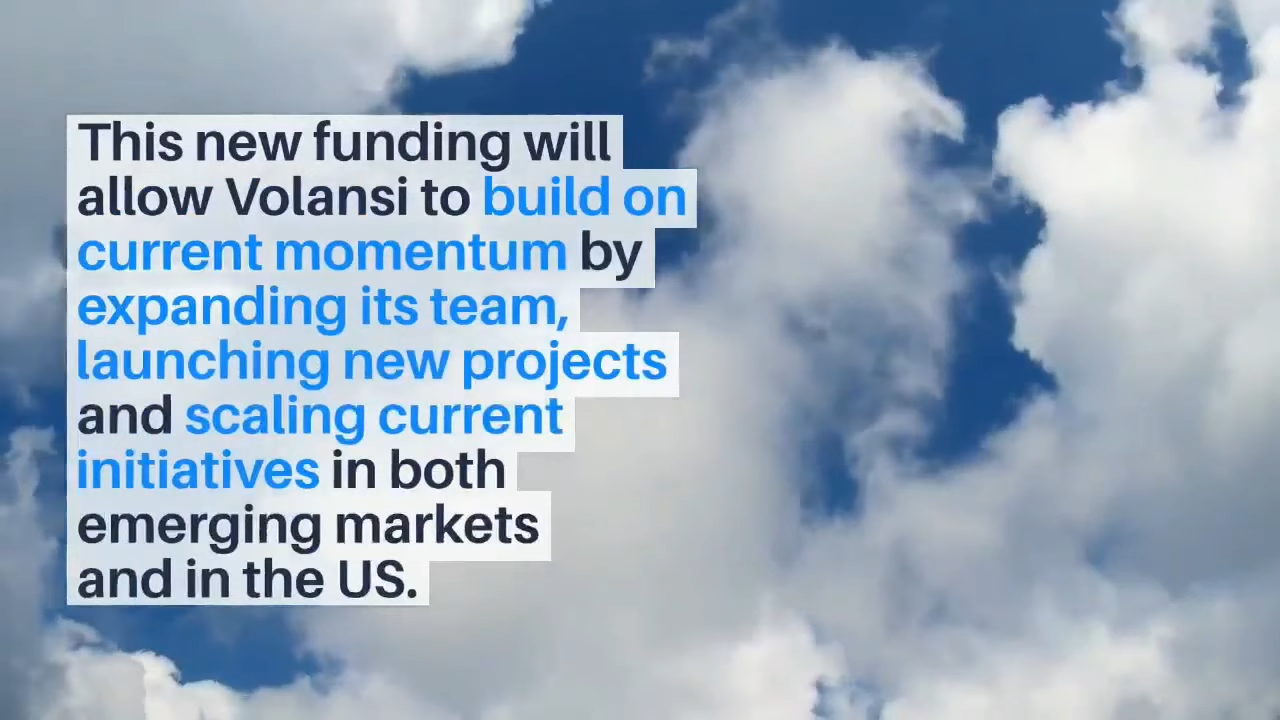 This new funding will
allow Volansi to build on
current momentum by
expanding its team,
launching new projects
and scaling current
initiatives in both
emerging markets
and in the US.